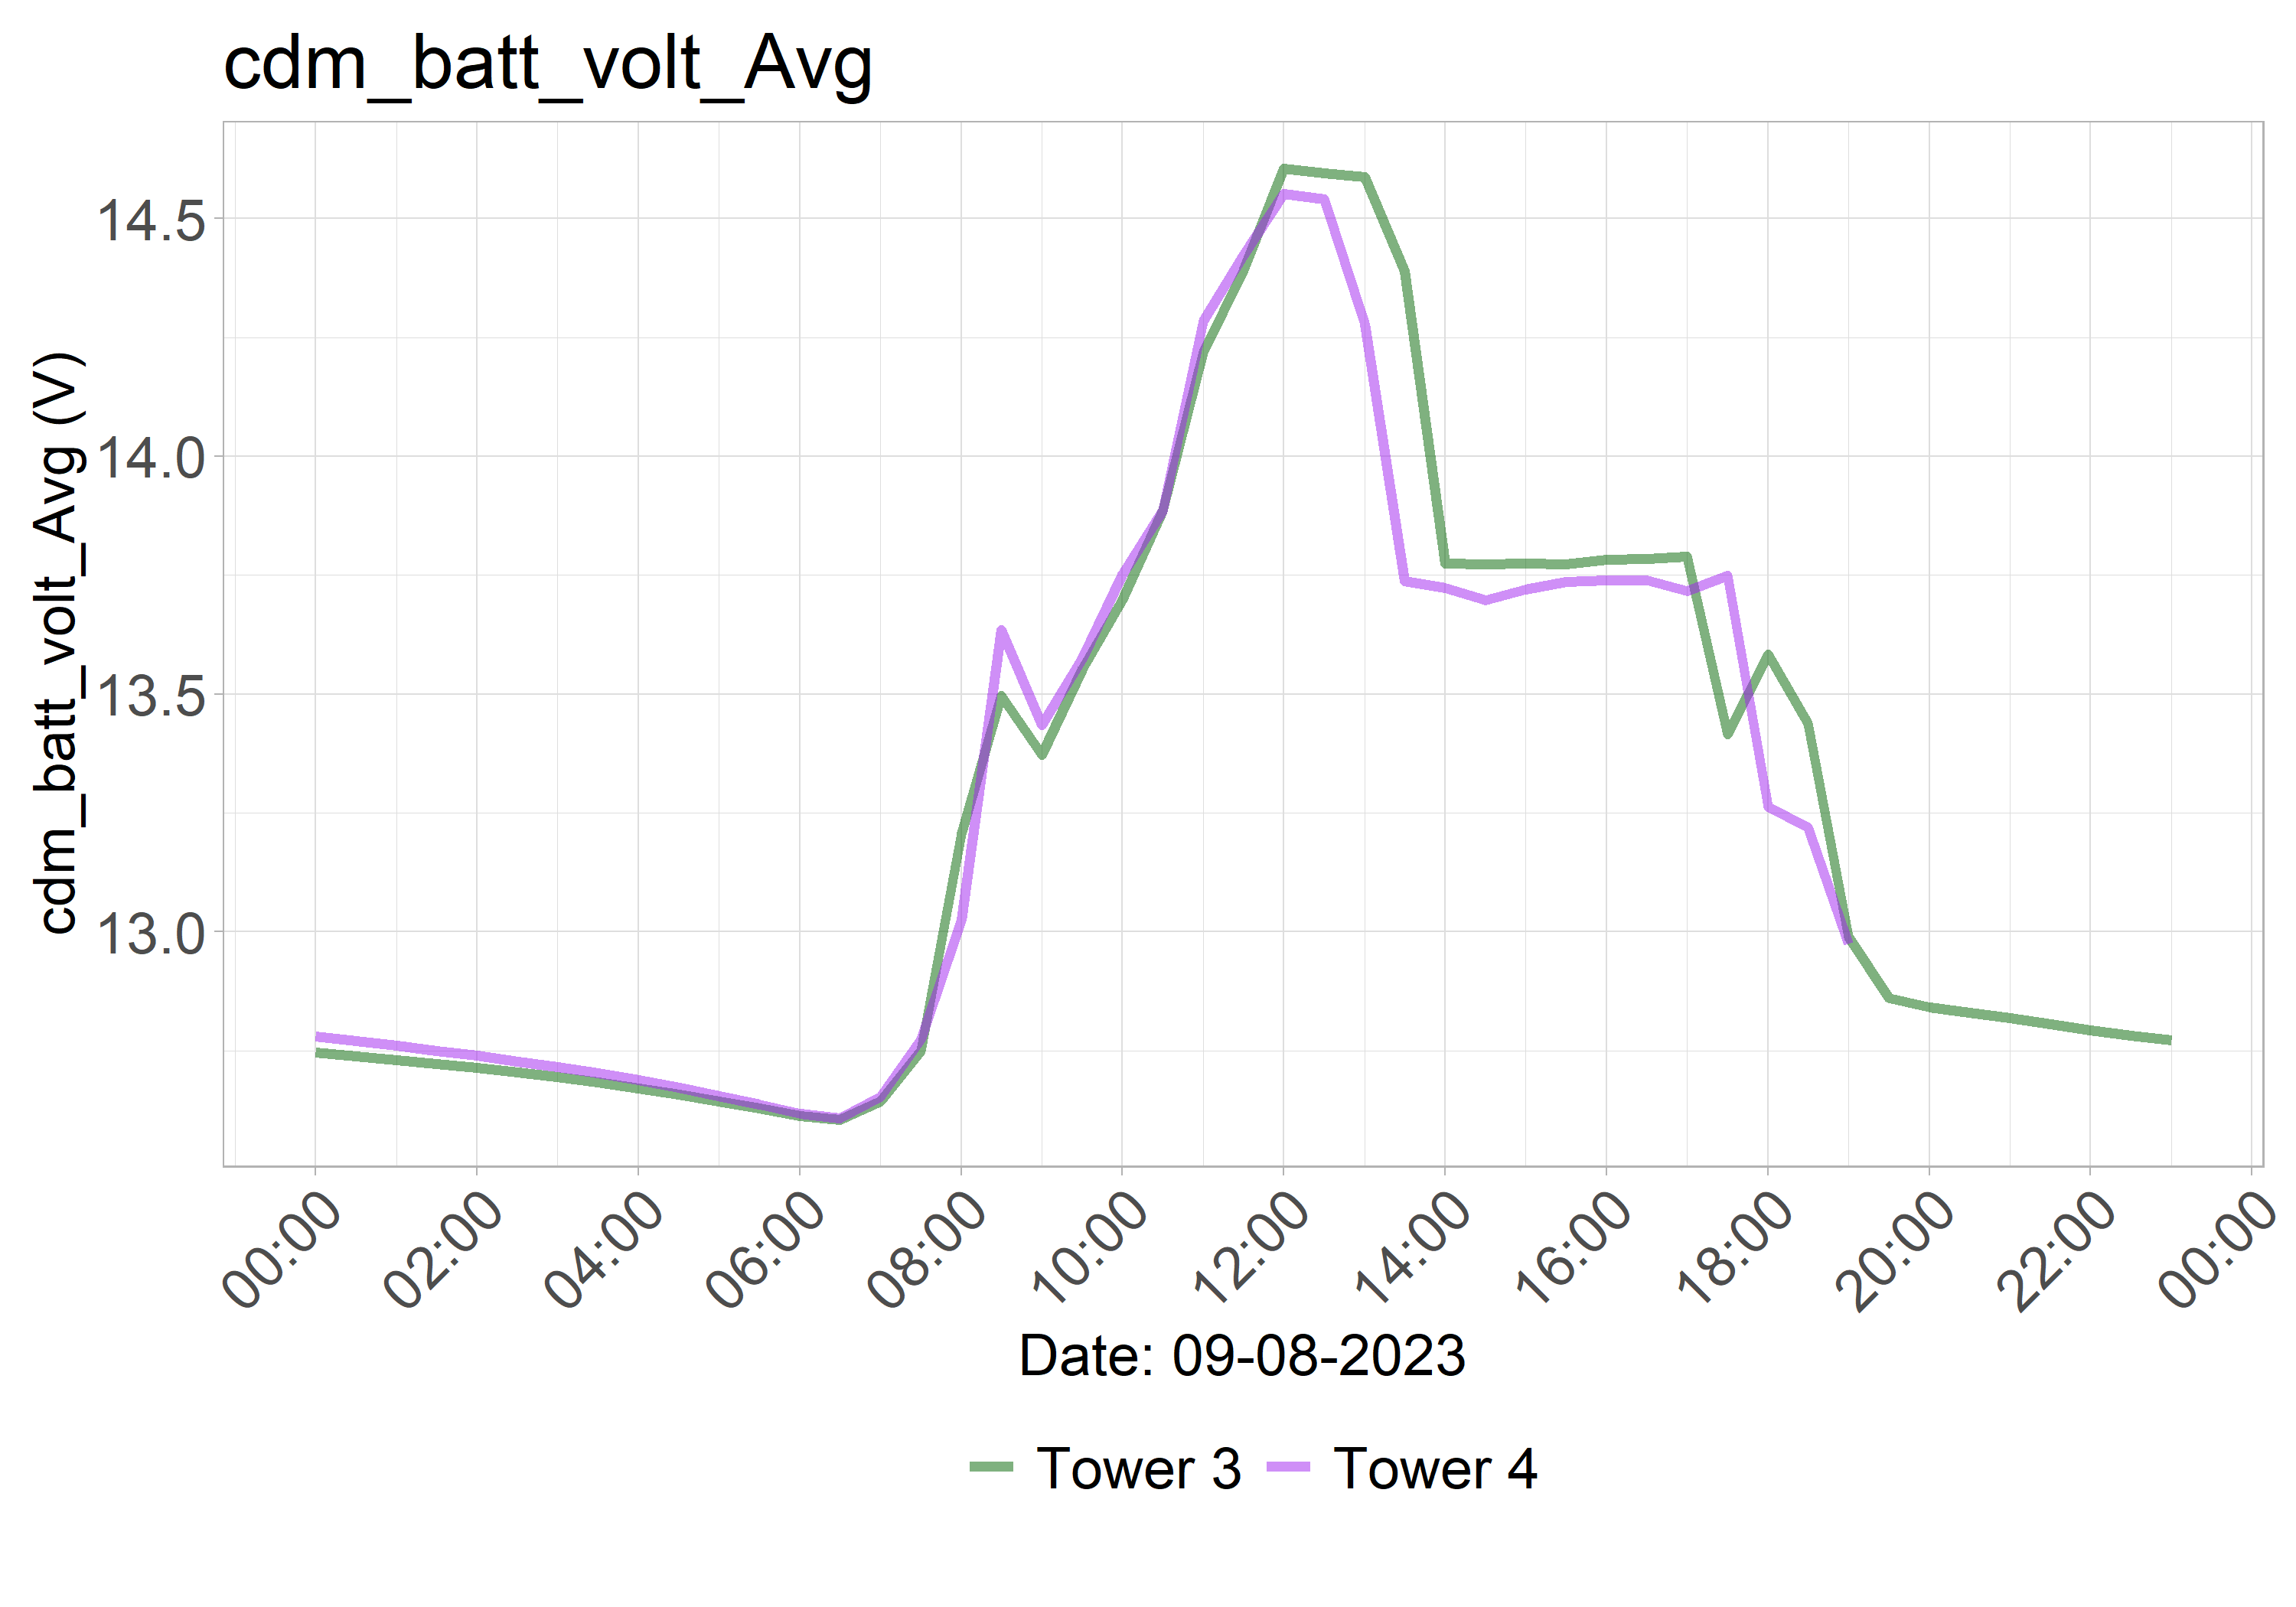 cdm_batt_volt_Avg
cdm_batt_volt_Avg (V)
14.5
14.0
13.5
13.0
00:00 02:00 04:00 06:00 08:00 10:00 12:00 14:00 16:00 18:00 20:00 22:00 00:00
Date: 09-08-2023
Tower 3 Tower 4